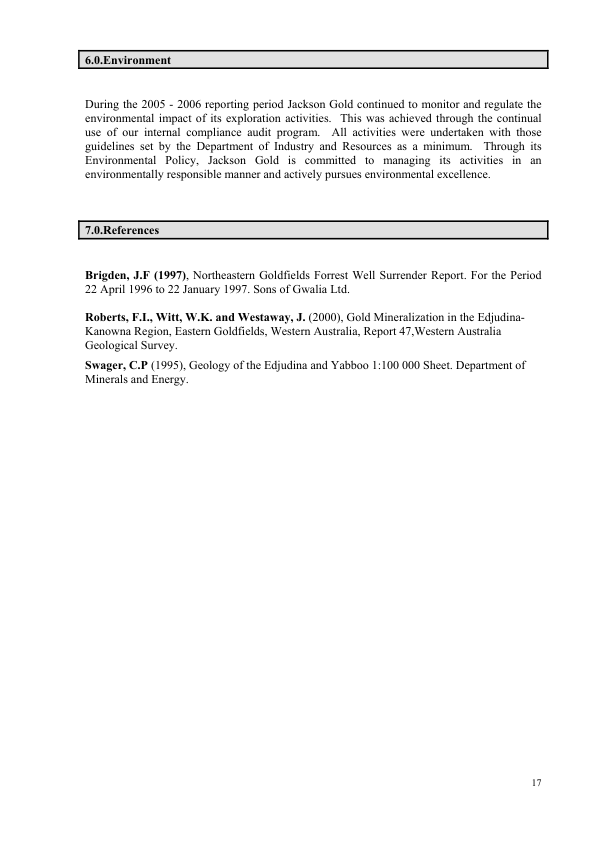 6.0.Environment
During the 2005 - 2006 reporting period Jackson Gold continued to monitor and regulate the
environmental impact of its exploration activities.  This was achieved through the continual
use of our internal compliance audit program.  All activities were undertaken with those
guidelines set by the Department of Industry and Resources as a minimum.  Through its
Environmental Policy, Jackson Gold is committed to managing its activities in an
environmentally responsible manner and actively pursues environmental excellence.
7.0.References
Brigden, J.F (1997), Northeastern Goldfields Forrest Well Surrender Report. For the Period
22 April 1996 to 22 January 1997. Sons of Gwalia Ltd.
Roberts, F.I., Witt, W.K. and Westaway, J. (2000), Gold Mineralization in the Edjudina-
Kanowna Region, Eastern Goldfields, Western Australia, Report 47,Western Australia
Geological Survey.
Swager, C.P (1995), Geology of the Edjudina and Yabboo 1:100 000 Sheet. Department of
Minerals and Energy.
17